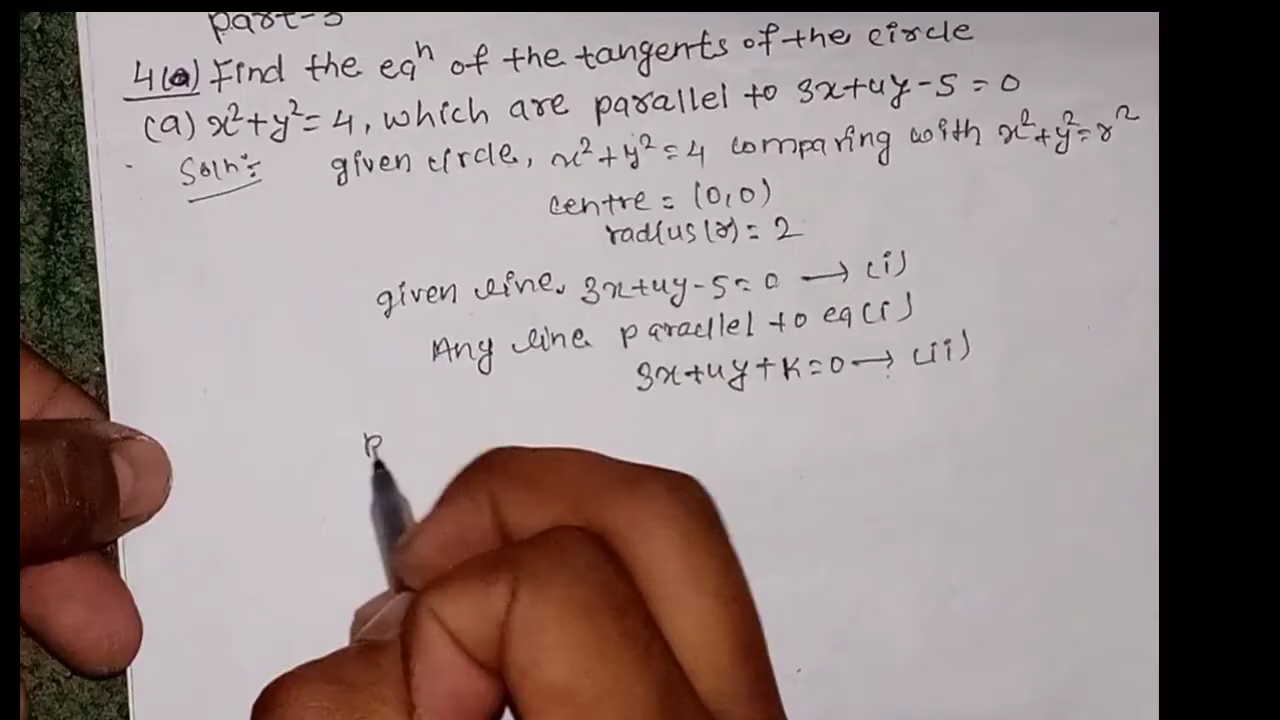 part-3
4(a) Find the eqⁿ of the tangents of the circle
(a) x²+y²=4, which are parallel to 3x+4y-5=0
Solⁿ:- given circle, x²+y²=4 comparing with x²+y²=r²
centre = (0,0)
radius(r)= 2
given line, 3x+4y-5=0 → (i)
Any line parallel to eq(i)
3x+4y+k=0 → (ii)